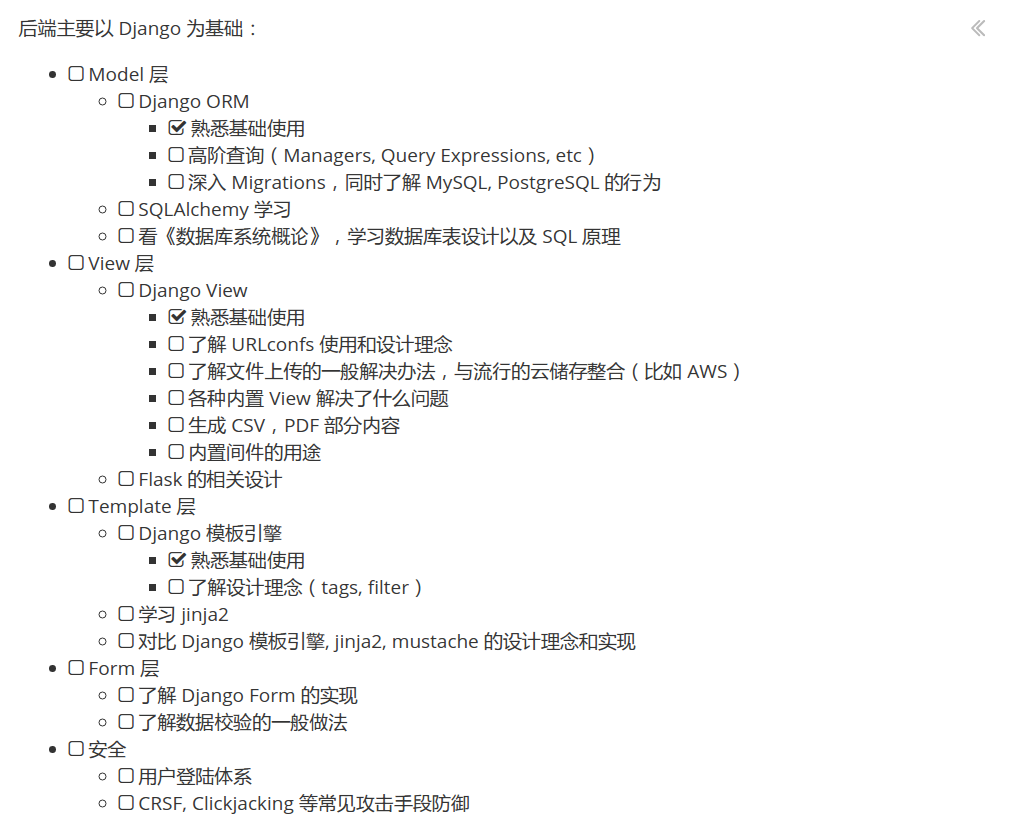 后端主要以 Django 为基础：
Model 层
Django ORM
熟悉基础使用
高阶查询（Managers, Query Expressions, etc）
深入 Migrations，同时了解 MySQL, PostgreSQL 的行为
SQLAlchemy 学习
看《数据库系统概论》，学习数据库表设计以及 SQL 原理
View 层
Django View
熟悉基础使用
了解 URLconfs 使用和设计理念
了解文件上传的一般解决办法，与流行的云储存整合（比如 AWS）
各种内置 View 解决了什么问题
生成 CSV，PDF 部分内容
内置间件的用途
Flask 的相关设计
Template 层
Django 模板引擎
熟悉基础使用
了解设计理念（tags, filter）
学习 jinja2
对比 Django 模板引擎, jinja2, mustache 的设计理念和实现
Form 层
了解 Django Form 的实现
了解数据校验的一般做法
安全
用户登陆体系
CRSF, Clickjacking 等常见攻击手段防御